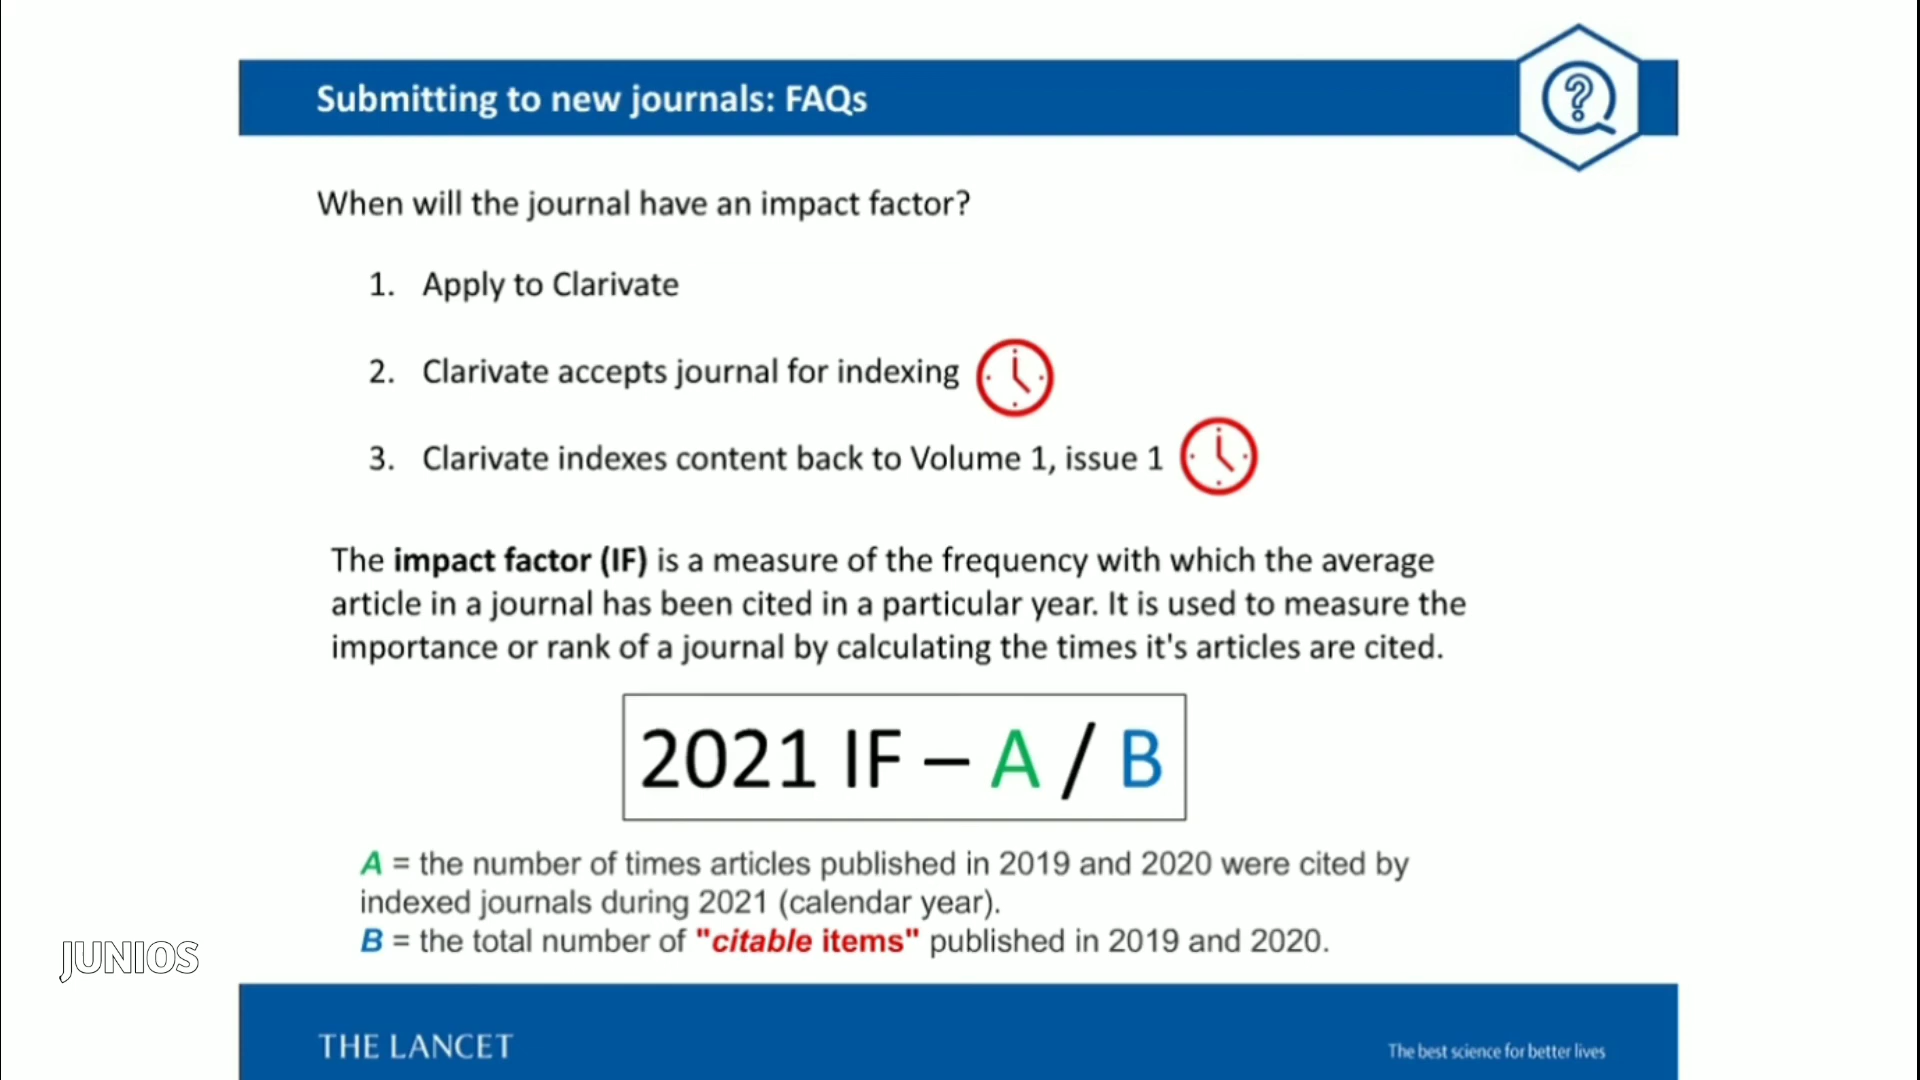 Submitting to new journals: FAQs
When will the journal have an impact factor?
1. Apply to Clarivate
2. Clarivate accepts journal for indexing
3. Clarivate indexes content back to Volume 1, issue 1
The impact factor (IF) is a measure of the frequency with which the average
article in a journal has been cited in a particular year. It is used to measure the
importance or rank of a journal by calculating the times it's articles are cited.
2021 IF – A / B
A = the number of times articles published in 2019 and 2020 were cited by
indexed journals during 2021 (calendar year).
B = the total number of "citable items" published in 2019 and 2020.
JUNIOS
THE LANCET
The best science for better lives